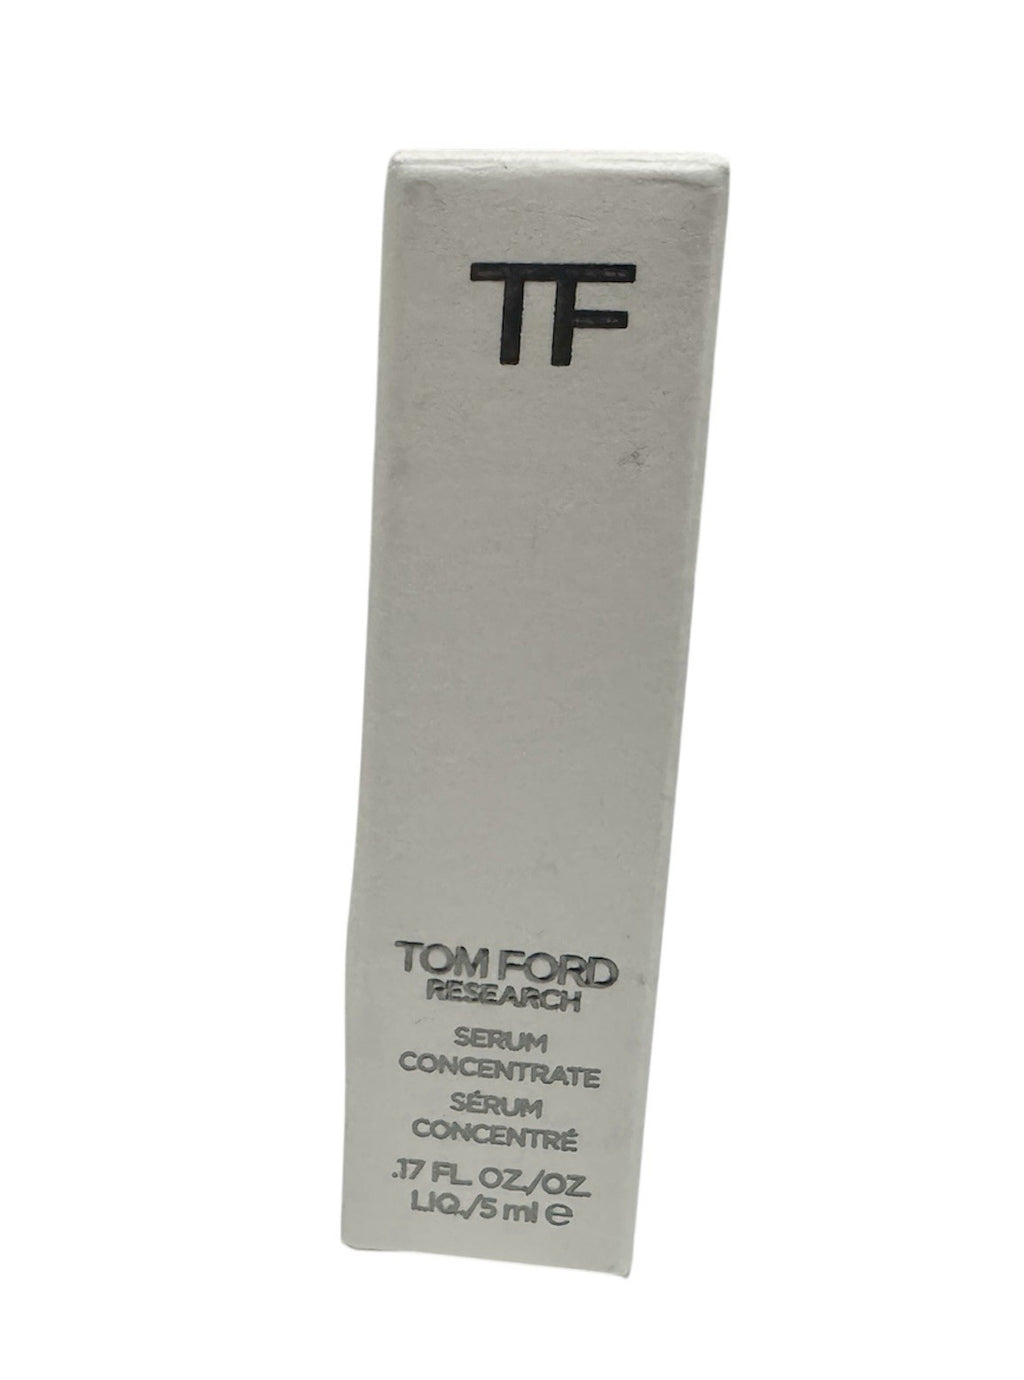 TF
TOM FORD
RESEARCH
SERUM
CONCENTRATE
SÉRUM
CONCENTRÉ
.17 FL. OZ./OZ.
LIQ./5 ml ℮